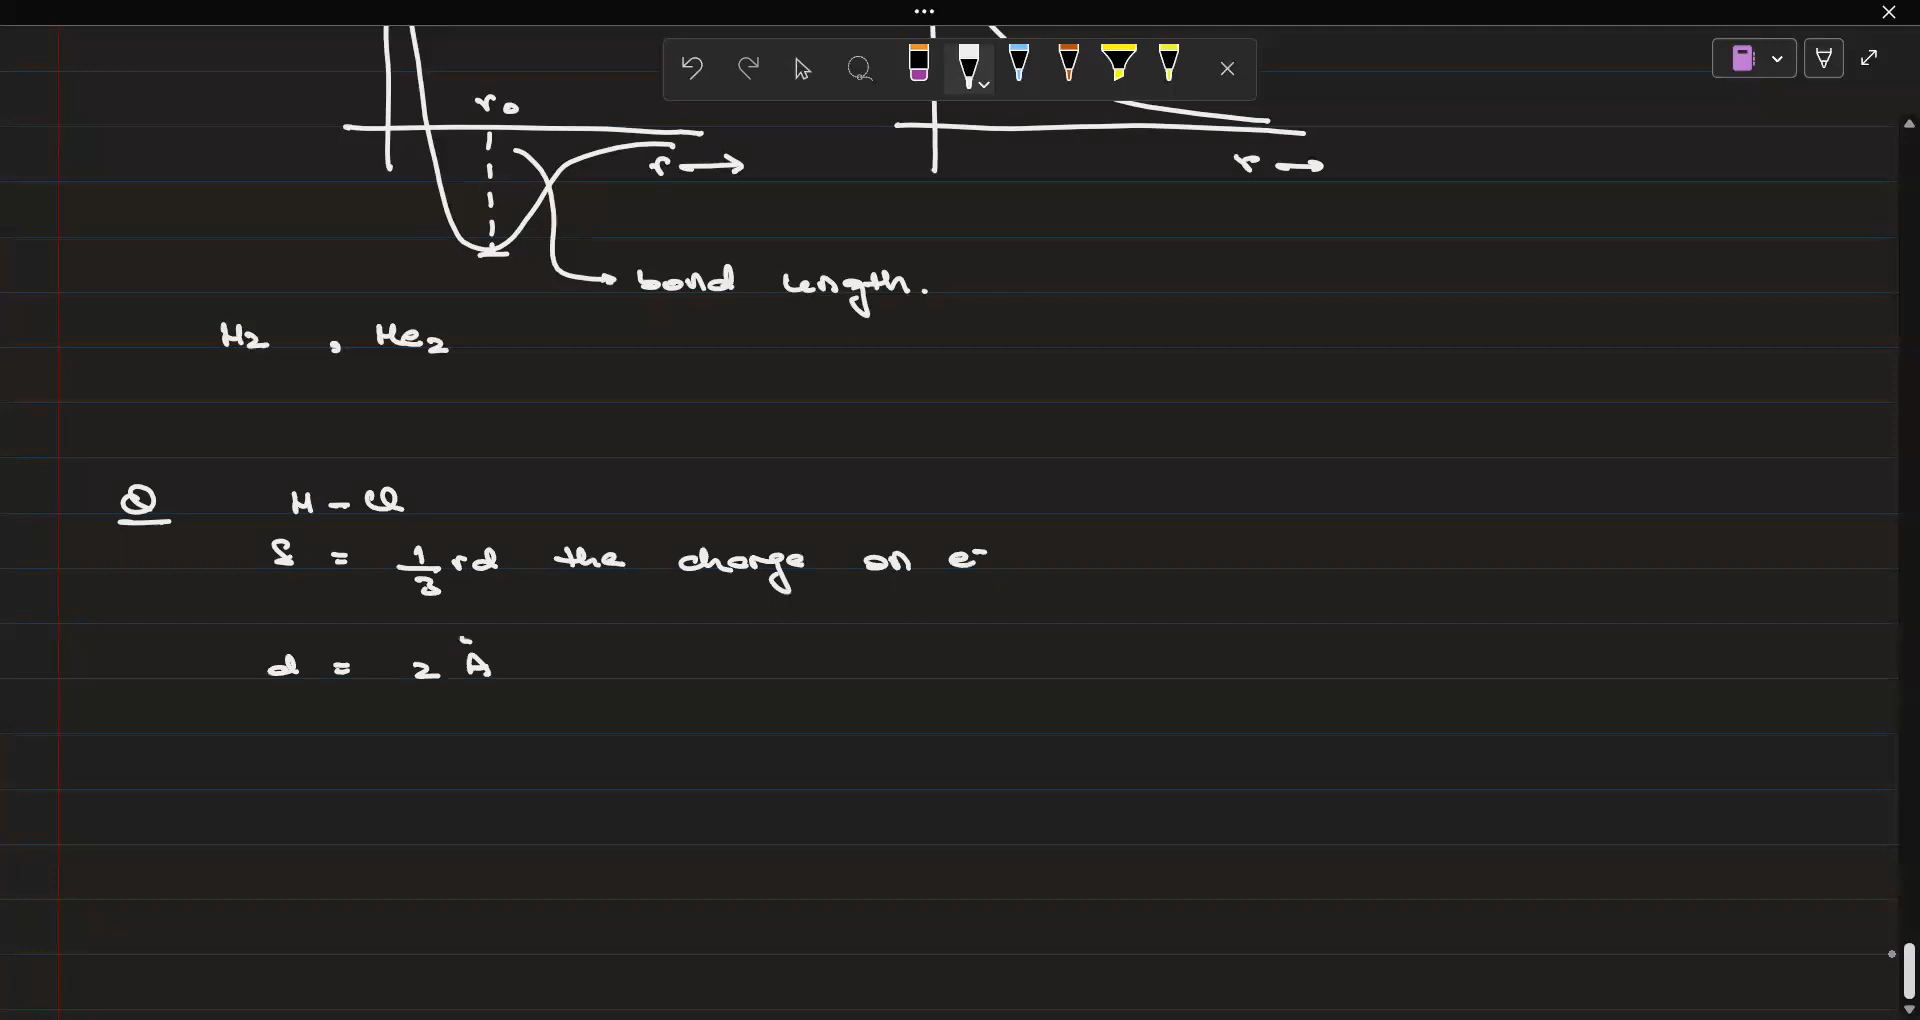 r₀
r → r →
bond length.
H₂ , He₂
Q H - Cl
δ = 1/3 rd the charge on e⁻
d = 2 Å